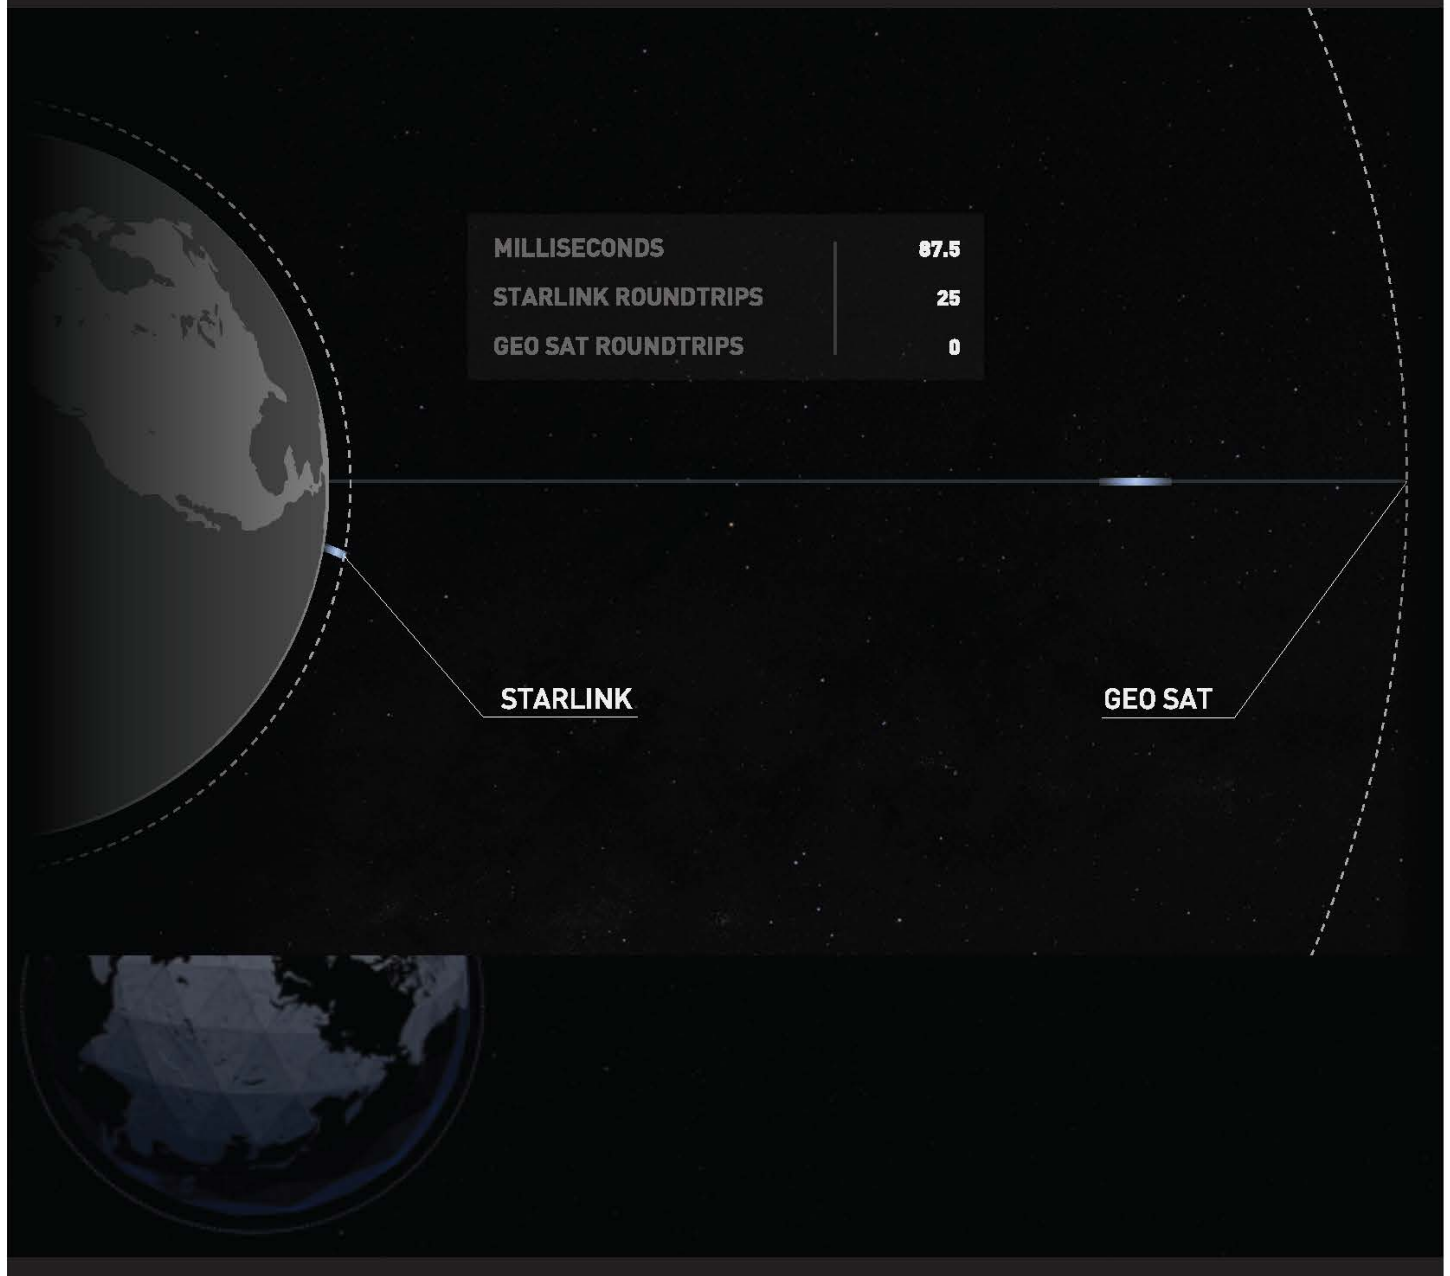 MILLISECONDS 87.5
STARLINK ROUNDTRIPS 25
GEO SAT ROUNDTRIPS 0
STARLINK
GEO SAT